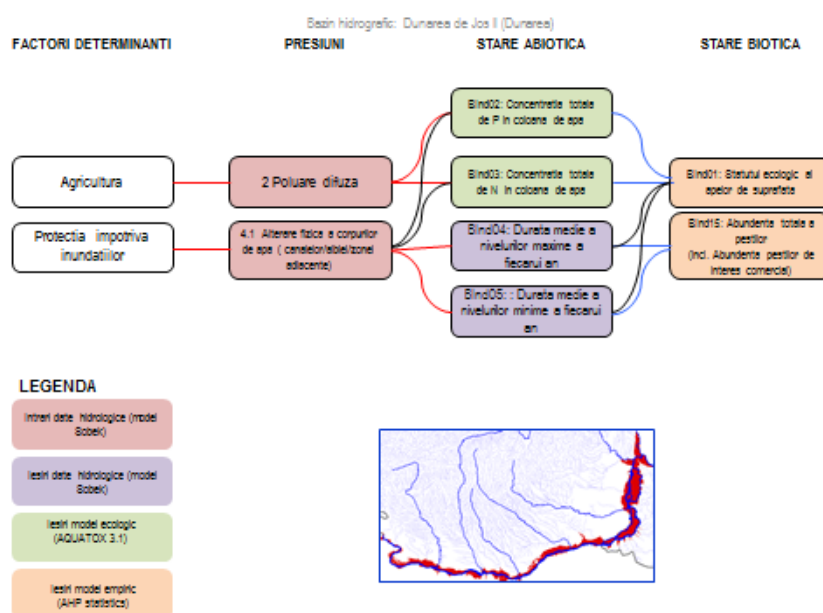 Bazin hidrografic: Dunarea de Jos II (Dunarea)
FACTORI DETERMINANTI
PRESIUNI
STARE ABIOTICA
STARE BIOTICA
Bind02: Concentratia totala
de P in coloana de apa
Agricultura
2 Poluare difuza
Bind03: Concentratia totala
de N in coloana de apa
Bind01: Statutul ecologic al
apelor de suprafata
Protectia impotriva
inundatiilor
4.1 Alterare fizica a corpurilor
de apa ( canalelor/albiei/zonei
adiacente)
Bind04: Durata medie a
nivelurilor maxime a
fiecarui an
Bind15: Abundenta totala a
pestilor
(incl. Abundenta pestilor de
interes comercial)
Bind05: : Durata medie a
nivelurilor minime a fiecarui
an
LEGENDA
Intrari date hidrologice (model
Sobek)
Iesiri date hidrologice (model
Sobek)
Iesiri model ecologic
(AQUATOX 3.1)
Iesiri model empiric
(AHP statistics)